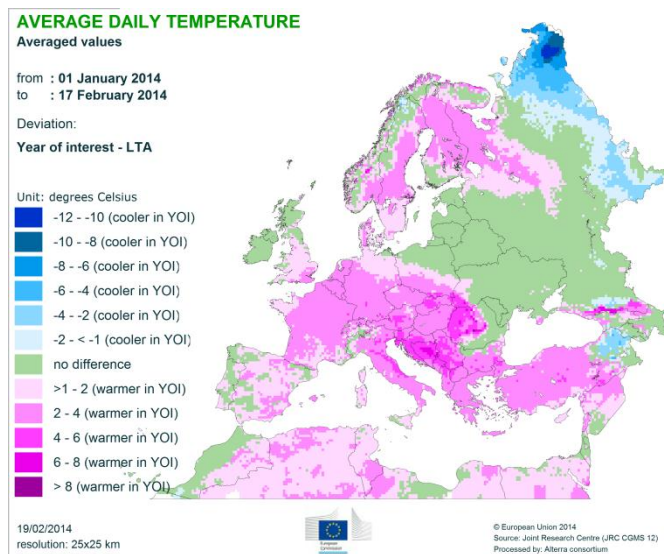 AVERAGE DAILY TEMPERATURE
Averaged values
from : 01 January 2014
to : 17 February 2014
Deviation:
Year of interest - LTA
Unit: degrees Celsius
-12 - -10 (cooler in YOI)
-10 - -8 (cooler in YOI)
-8 - -6 (cooler in YOI)
-6 - -4 (cooler in YOI)
-4 - -2 (cooler in YOI)
-2 - < -1 (cooler in YOI)
no difference
>1 - 2 (warmer in YOI)
2 - 4 (warmer in YOI)
4 - 6 (warmer in YOI)
6 - 8 (warmer in YOI)
> 8 (warmer in YOI)
19/02/2014
resolution: 25x25 km
European
Commission
© European Union 2014
Source: Joint Research Centre (JRC CGMS 12)
Processed by: Alterra consortium